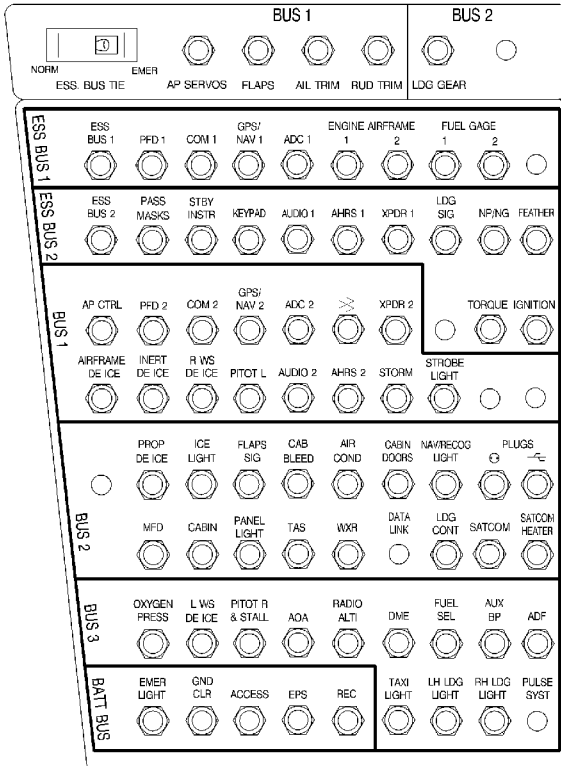 BUS 1
BUS 2
NORM
EMER
ESS. BUS TIE
AP SERVOS
FLAPS
AIL TRIM
RUD TRIM
LDG GEAR
ESS BUS 1
ESS
BUS 1
PFD 1
COM 1
GPS/
NAV 1
ADC 1
ENGINE AIRFRAME
1
2
FUEL GAGE
1
2
ESS BUS 2
ESS
BUS 2
PASS
MASKS
STBY
INSTR
KEYPAD
AUDIO 1
AHRS 1
XPDR 1
LDG
SIG
NP/NG
FEATHER
BUS 1
AP CTRL
PFD 2
COM 2
GPS/
NAV 2
ADC 2
XPDR 2
TORQUE
IGNITION
AIRFRAME
DE ICE
INERT
DE ICE
R WS
DE ICE
PITOT L
AUDIO 2
AHRS 2
STORM
STROBE
LIGHT
BUS 2
PROP
DE ICE
ICE
LIGHT
FLAPS
SIG
CAB
BLEED
AIR
COND
CABIN
DOORS
NAV/RECOG
LIGHT
PLUGS
MFD
CABIN
PANEL
LIGHT
TAS
WXR
DATA
LINK
LDG
CONT
SATCOM
SATCOM
HEATER
BUS 3
OXYGEN
PRESS
L WS
DE ICE
PITOT R
& STALL
AOA
RADIO
ALTI
DME
FUEL
SEL
AUX
BP
ADF
BATT BUS
EMER
LIGHT
GND
CLR
ACCESS
EPS
REC
TAXI
LIGHT
LH LDG
LIGHT
RH LDG
LIGHT
PULSE
SYST